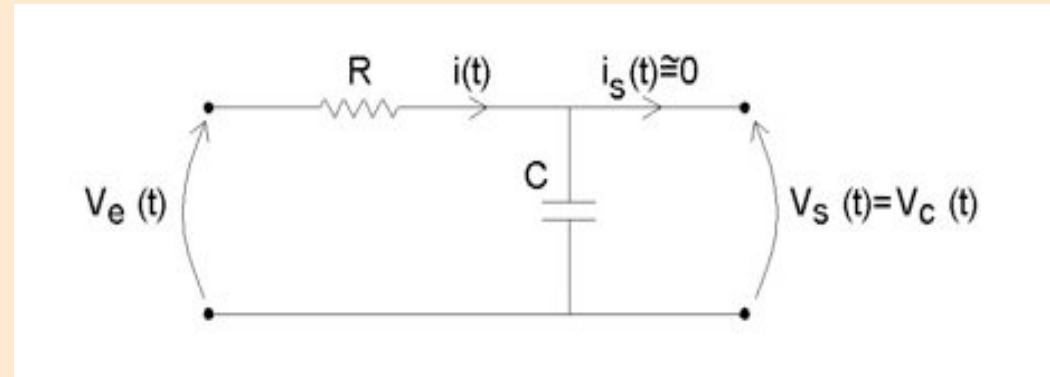 R i(t) i_s(t)≅0
C
V_e (t) V_s (t)=V_c (t)